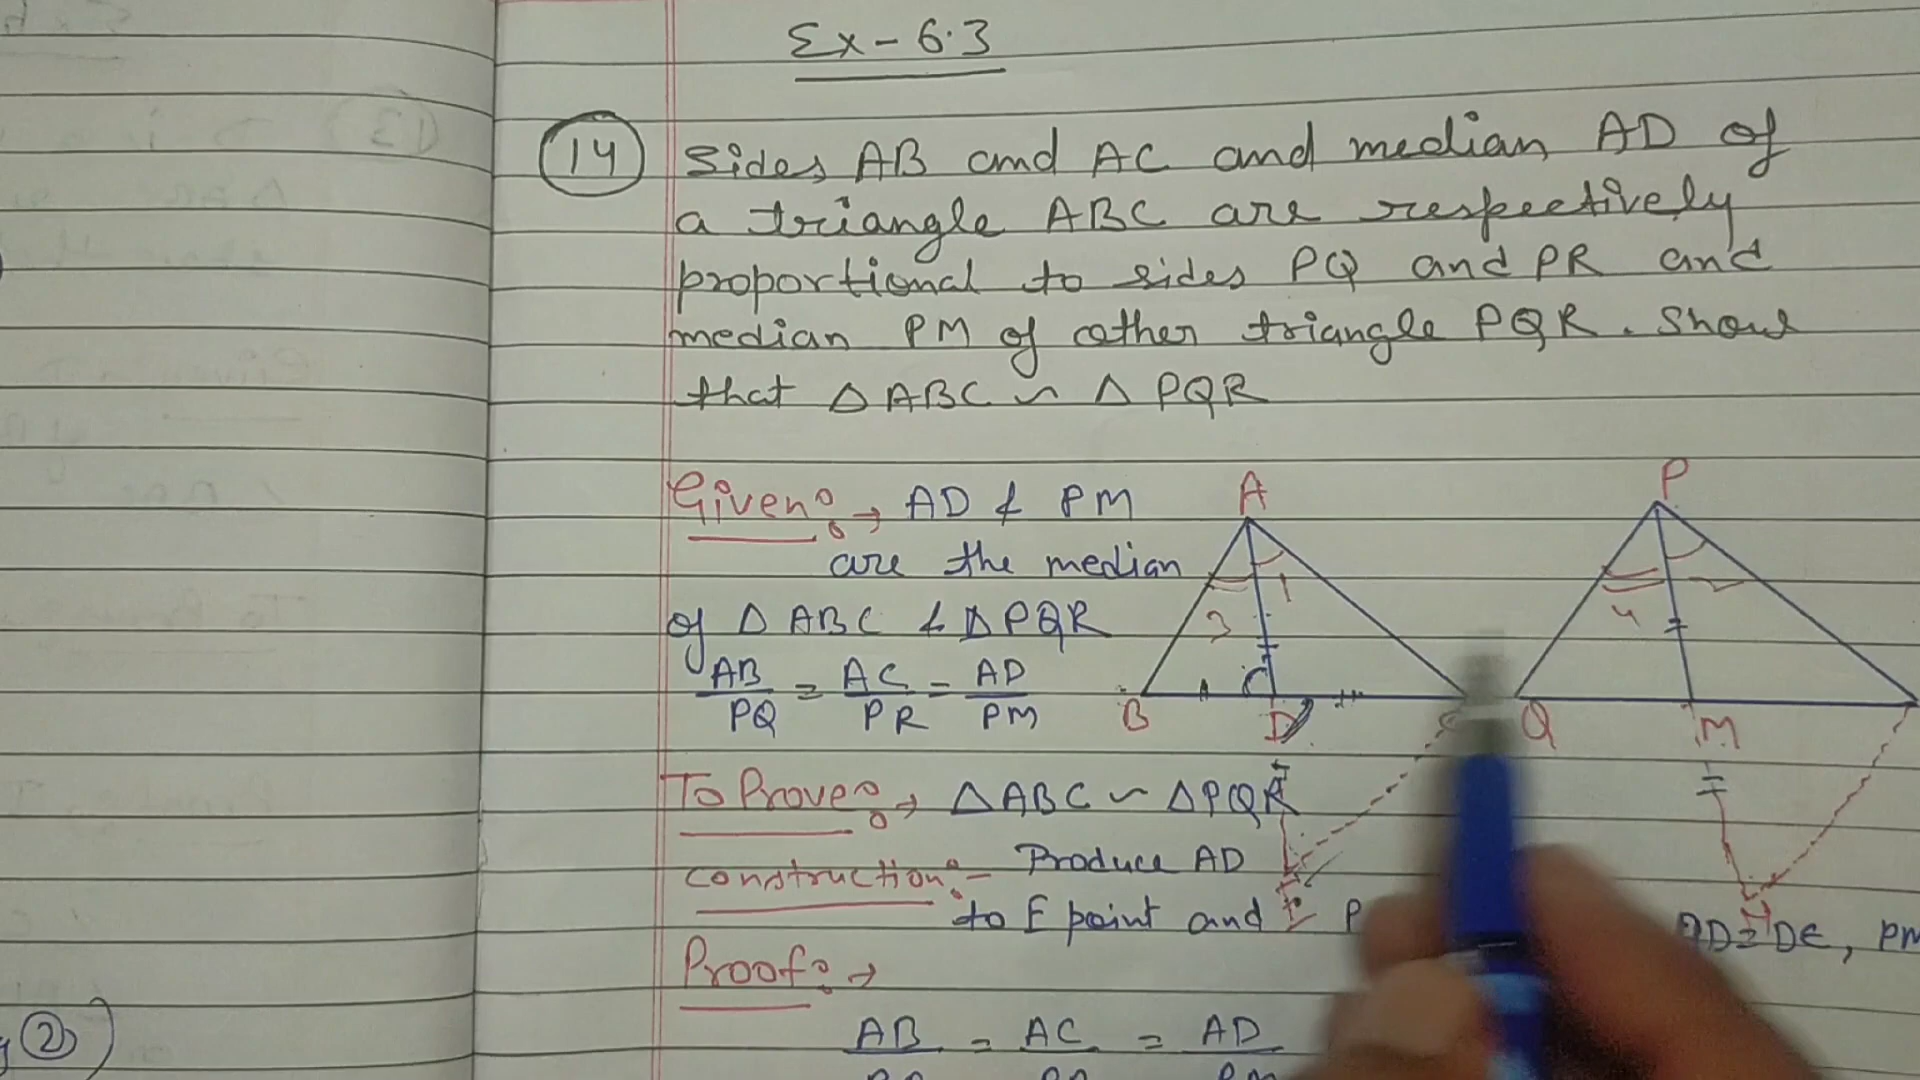 Ex - 6.3
14 Sides AB and AC and median AD of
a triangle ABC are respectively
proportional to sides PQ and PR and
median PM of other triangle PQR. Show
that △ ABC ∽ △ PQR
Given:→ AD & PM
are the median
of △ ABC & △PQR
AB/PQ = AC/PR = AD/PM
A
1
3
B
D
P
4
Q
M
To Prove:→ △ABC ∽ △PQR
Construction:- Produce AD
to E point and P
E
AD=DE, PM
Proof:→
AB = AC = AD
PM
2